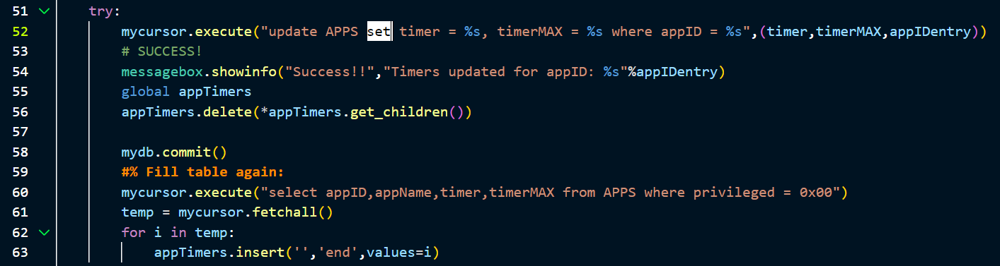 51 try:
52 mycursor.execute("update APPS set timer = %s, timerMAX = %s where appID = %s",(timer,timerMAX,appIDentry))
53 # SUCCESS!
54 messagebox.showinfo("Success!!","Timers updated for appID: %s"%appIDentry)
55 global appTimers
56 appTimers.delete(*appTimers.get_children())
57
58 mydb.commit()
59 #% Fill table again:
60 mycursor.execute("select appID,appName,timer,timerMAX from APPS where privileged = 0x00")
61 temp = mycursor.fetchall()
62 for i in temp:
63 appTimers.insert('','end',values=i)